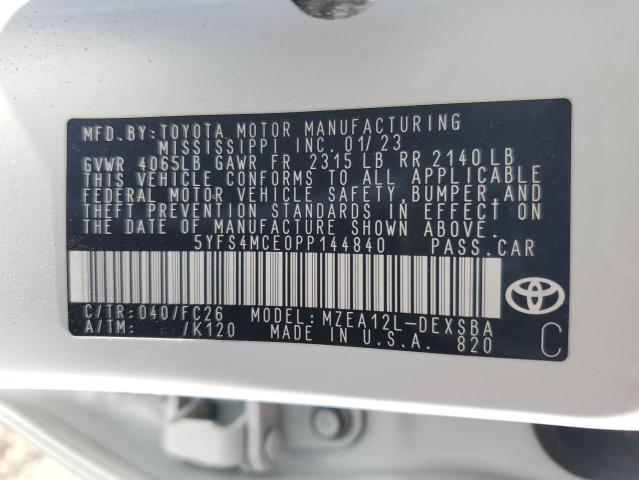 MFD. BY: TOYOTA MOTOR MANUFACTURING
MISSISSIPPI INC. 01/23
GVWR 4065LB GAWR FR 2315 LB RR 2140 LB
THIS VEHICLE CONFORMS TO ALL APPLICABLE
FEDERAL MOTOR VEHICLE SAFETY, BUMPER, AND
THEFT PREVENTION STANDARDS IN EFFECT ON
THE DATE OF MANUFACTURE SHOWN ABOVE.
5YFS4MCE0PP144840 PASS.CAR
C/TR: 040/FC26 MODEL: MZEA12L-DEXSBA
A/TM: /K120 MADE IN U.S.A. 820
C